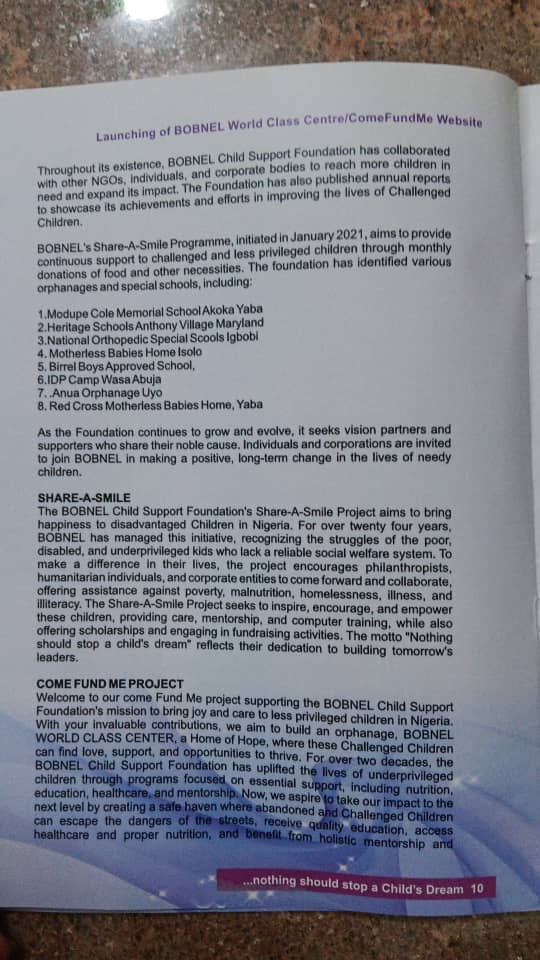 Launching of BOBNEL World Class Centre/ComeFundMe Website
Throughout its existence, BOBNEL Child Support Foundation has collaborated
with other NGOs, individuals, and corporate bodies to reach more children in
need and expand its impact. The Foundation has also published annual reports
to showcase its achievements and efforts in improving the lives of Challenged
Children.
BOBNEL's Share-A-Smile Programme, initiated in January 2021, aims to provide
continuous support to challenged and less privileged children through monthly
donations of food and other necessities. The foundation has identified various
orphanages and special schools, including:
1.Modupe Cole Memorial School Akoka Yaba
2.Heritage Schools Anthony Village Maryland
3.National Orthopedic Special Scools Igbobi
4. Motherless Babies Home Isolo
5. Birrel Boys Approved School,
6.IDP Camp Wasa Abuja
7. .Anua Orphanage Uyo
8. Red Cross Motherless Babies Home, Yaba
As the Foundation continues to grow and evolve, it seeks vision partners and
supporters who share their noble cause. Individuals and corporations are invited
to join BOBNEL in making a positive, long-term change in the lives of needy
children.
SHARE-A-SMILE
The BOBNEL Child Support Foundation's Share-A-Smile Project aims to bring
happiness to disadvantaged Children in Nigeria. For over twenty four years,
BOBNEL has managed this initiative, recognizing the struggles of the poor,
disabled, and underprivileged kids who lack a reliable social welfare system. To
make a difference in their lives, the project encourages philanthropists,
humanitarian individuals, and corporate entities to come forward and collaborate,
offering assistance against poverty, malnutrition, homelessness, illness, and
illiteracy. The Share-A-Smile Project seeks to inspire, encourage, and empower
these children, providing care, mentorship, and computer training, while also
offering scholarships and engaging in fundraising activities. The motto "Nothing
should stop a child's dream" reflects their dedication to building tomorrow's
leaders.
COME FUND ME PROJECT
Welcome to our come Fund Me project supporting the BOBNEL Child Support
Foundation's mission to bring joy and care to less privileged children in Nigeria.
With your invaluable contributions, we aim to build an orphanage, BOBNEL
WORLD CLASS CENTER, a Home of Hope, where these Challenged Children
can find love, support, and opportunities to thrive. For over two decades, the
BOBNEL Child Support Foundation has uplifted the lives of underprivileged
children through programs focused on essential support, including nutrition,
education, healthcare, and mentorship. Now, we aspire to take our impact to the
next level by creating a safe haven where abandoned and Challenged Children
can escape the dangers of the streets, receive quality education, access
healthcare and proper nutrition, and benefit from holistic mentorship and
...nothing should stop a Child's Dream 10